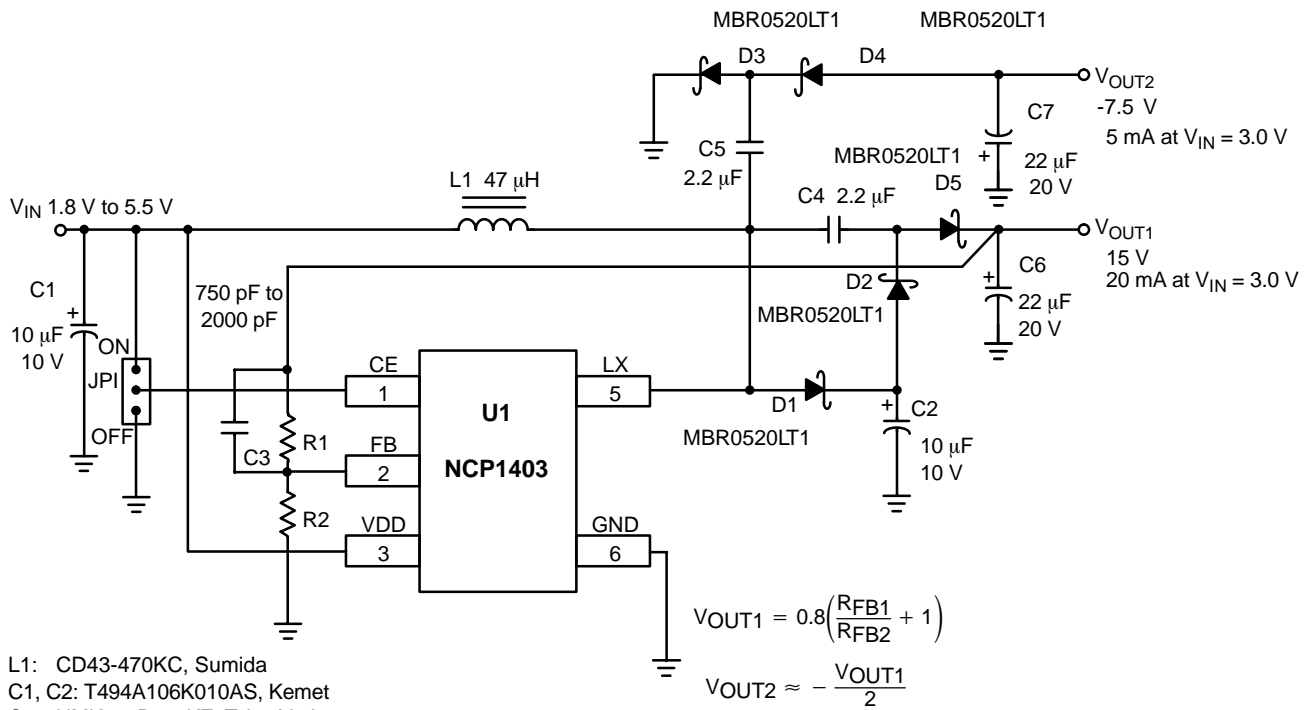 MBR0520LT1 MBR0520LT1
D3 D4
VOUT2
-7.5 V
5 mA at VIN = 3.0 V
C7
22 μF
20 V
C5
2.2 μF
MBR0520LT1
D5
L1 47 μH
C4 2.2 μF
VIN 1.8 V to 5.5 V
VOUT1
15 V
20 mA at VIN = 3.0 V
C6
22 μF
20 V
C1
10 μF
10 V
750 pF to
2000 pF
D2
MBR0520LT1
ON
JPI
OFF
CE
1
LX
5
U1
NCP1403
D1
MBR0520LT1
C2
10 μF
10 V
C3
R1
FB
2
R2
VDD
3
GND
6
VOUT1 = 0.8(RFB1/RFB2 + 1)
VOUT2 ≈ - VOUT1/2
L1: CD43-470KC, Sumida
C1, C2: T494A106K010AS, Kemet